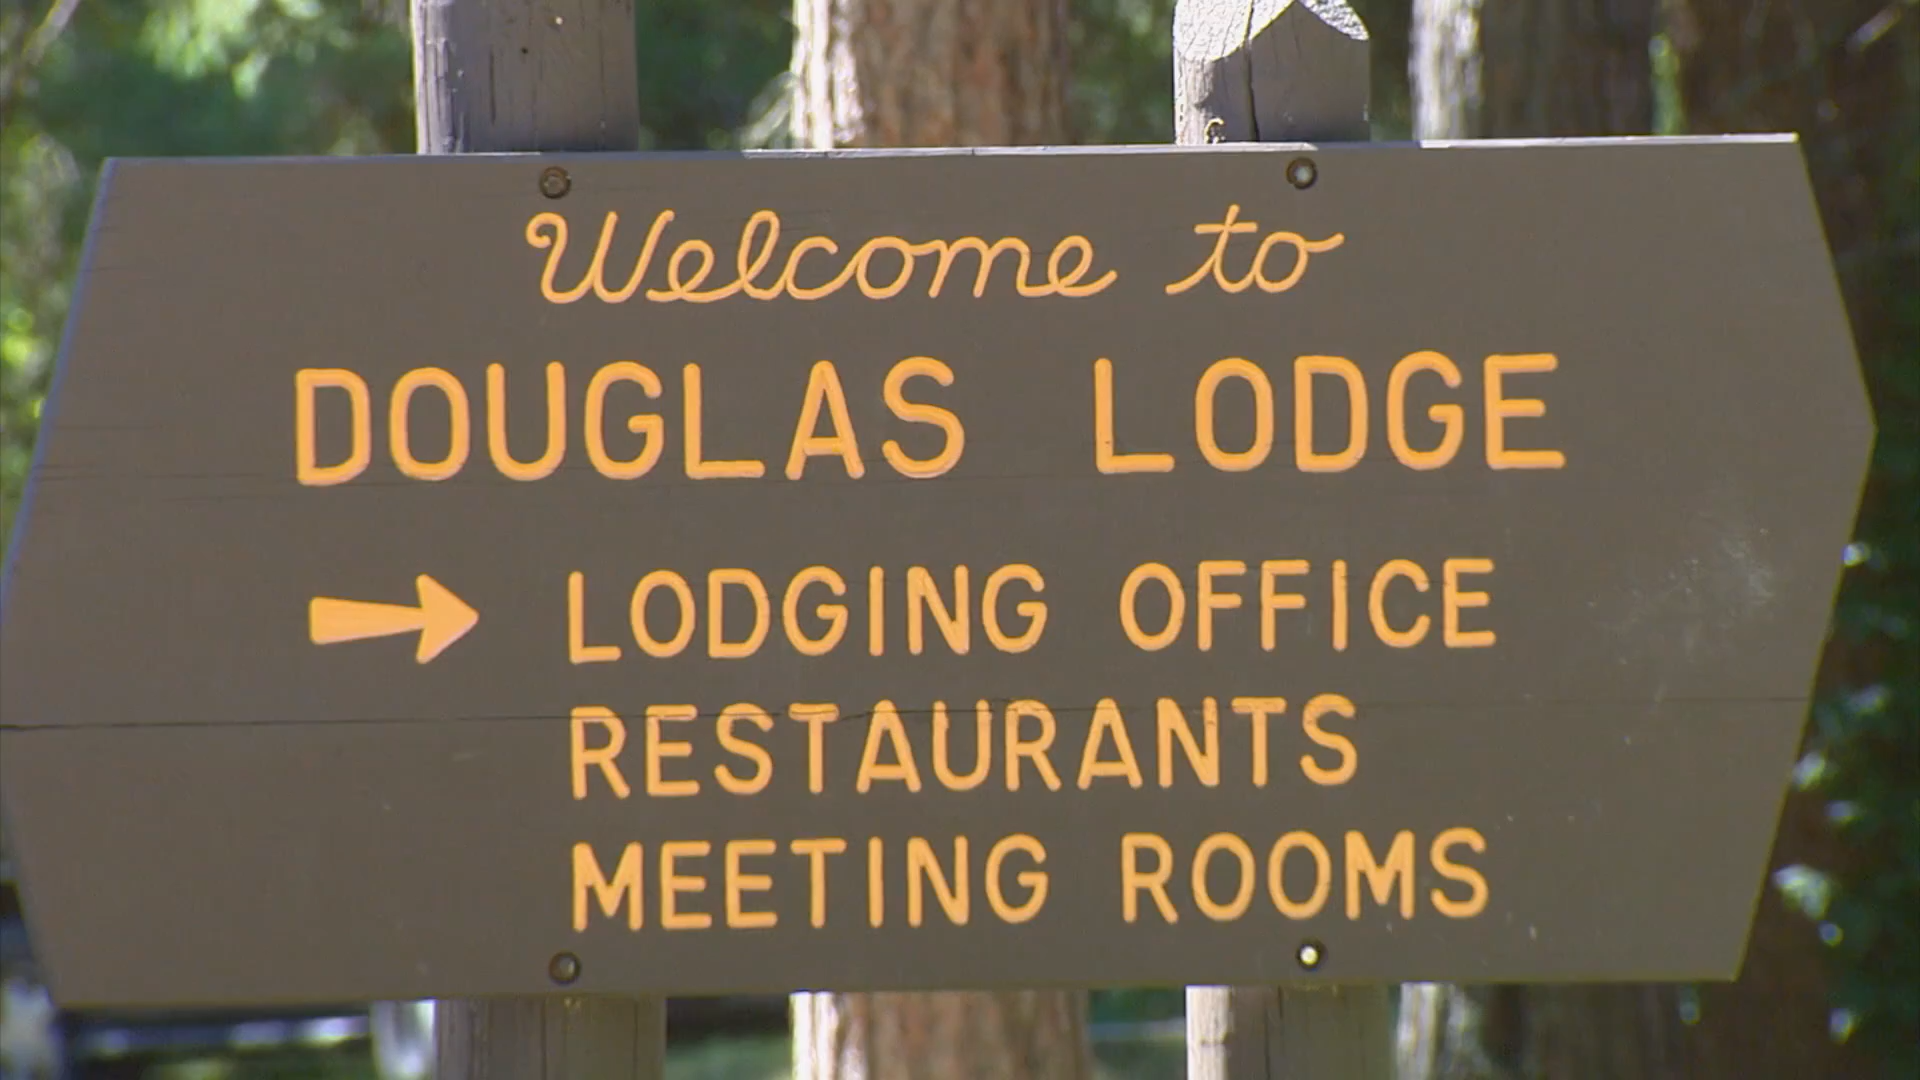 Welcome to
DOUGLAS LODGE
LODGING OFFICE
RESTAURANTS
MEETING ROOMS